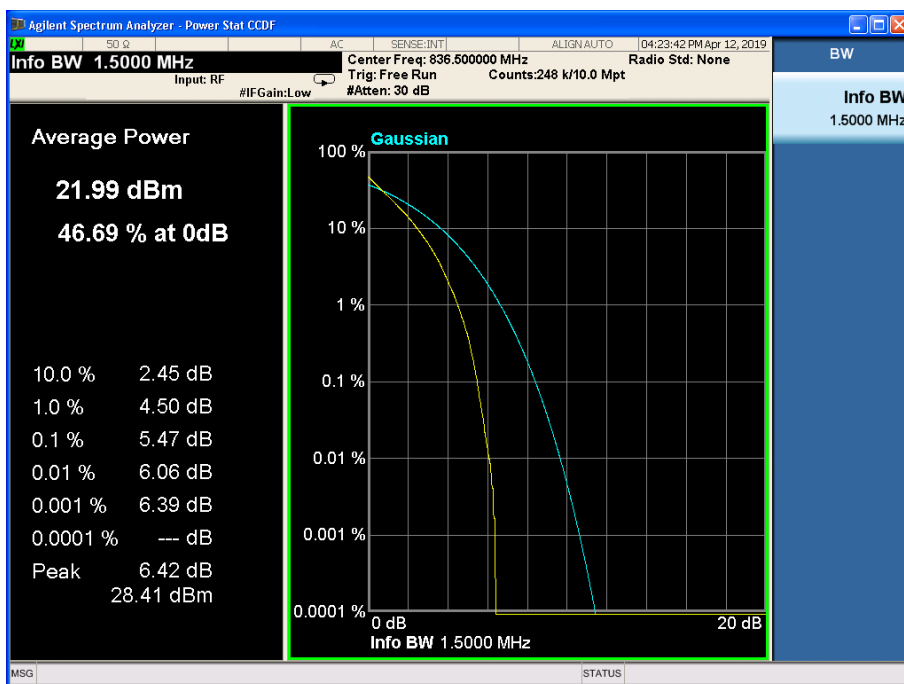 Agilent Spectrum Analyzer - Power Stat CCDF
LXI 50 Ω AC SENSE:INT ALIGN AUTO 04:23:42 PM Apr 12, 2019
Info BW 1.5000 MHz
Center Freq: 836.500000 MHz Radio Std: None
Input: RF Trig: Free Run Counts:248 k/10.0 Mpt
#IFGain:Low #Atten: 30 dB
BW
Info BW
1.5000 MHz
Average Power
21.99 dBm
46.69 % at 0dB
10.0 % 2.45 dB
1.0 % 4.50 dB
0.1 % 5.47 dB
0.01 % 6.06 dB
0.001 % 6.39 dB
0.0001 % --- dB
Peak 6.42 dB
28.41 dBm
Gaussian
100 %
10 %
1 %
0.1 %
0.01 %
0.001 %
0.0001 %
0 dB 20 dB
Info BW 1.5000 MHz
MSG STATUS